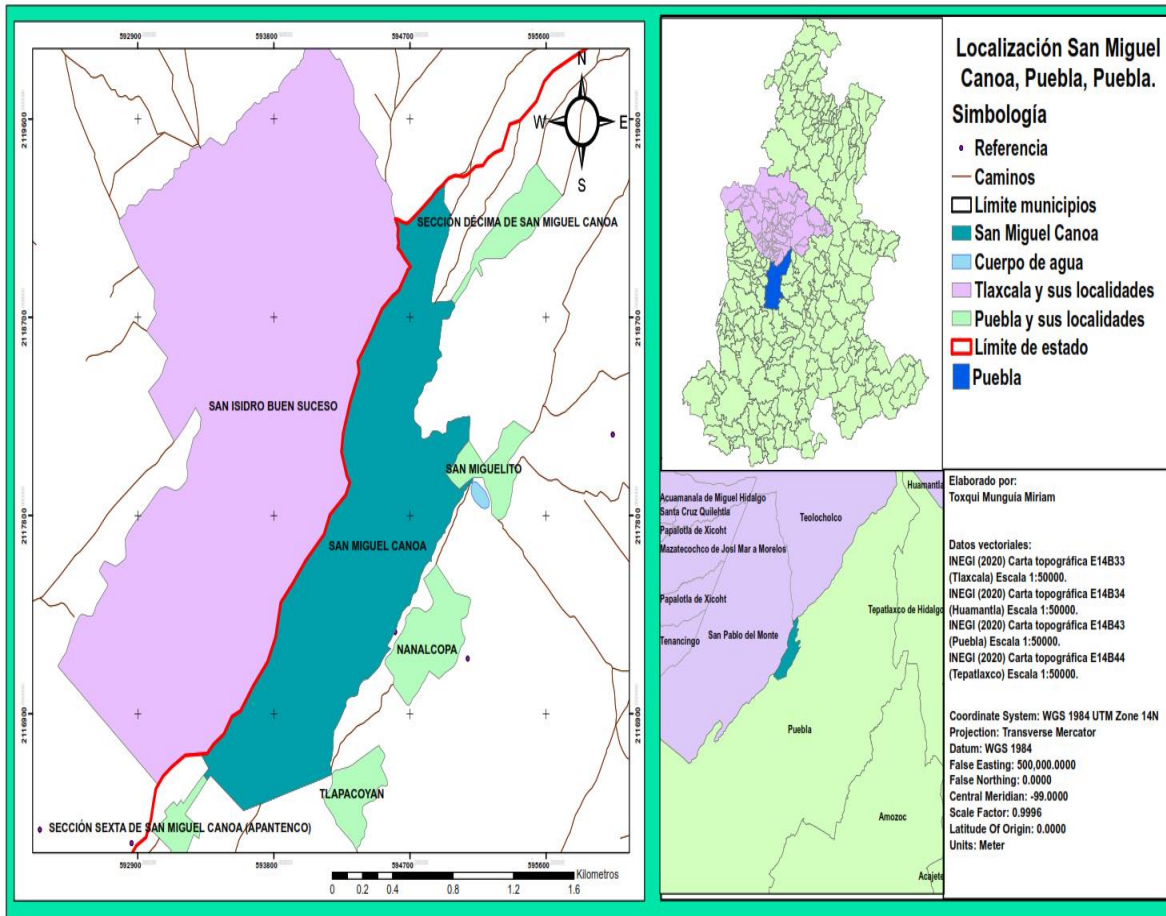 592900
593800
594700
595600
N
W
E
S
2119600
2119600
SECCIÓN DÉCIMA DE SAN MIGUEL CANOA
2118700
2118700
SAN ISIDRO BUEN SUCESO
SAN MIGUELITO
2117800
2117800
SAN MIGUEL CANOA
NANALCOPA
2116900
2116900
TLAPACOYAN
SECCIÓN SEXTA DE SAN MIGUEL CANOA (APANTENCO)
592900
593800
594700
595600
Kilometros
0 0.2 0.4 0.8 1.2 1.6
Localización San Miguel
Canoa, Puebla, Puebla.
Simbología
Referencia
Caminos
Límite municipios
San Miguel Canoa
Cuerpo de agua
Tlaxcala y sus localidades
Puebla y sus localidades
Límite de estado
Puebla
Huamantla
Acuamanala de Miguel Hidalgo
Santa Cruz Quilehtla
Teolocholco
Papalotla de Xicoht
Mazatecochco de Josl Mar a Morelos
Papalotla de Xicoht
Tepatlaxco de Hidalgo
Tenancingo
San Pablo del Monte
Puebla
Amozoc
Acajete
Elaborado por:
Toxqui Munguía Miriam
Datos vectoriales:
INEGI (2020) Carta topográfica E14B33
(Tlaxcala) Escala 1:50000.
INEGI (2020) Carta topográfica E14B34
(Huamantla) Escala 1:50000.
INEGI (2020) Carta topográfica E14B43
(Puebla) Escala 1:50000.
INEGI (2020) Carta topográfica E14B44
(Tepatlaxco) Escala 1:50000.
Coordinate System: WGS 1984 UTM Zone 14N
Projection: Transverse Mercator
Datum: WGS 1984
False Easting: 500,000.0000
False Northing: 0.0000
Central Meridian: -99.0000
Scale Factor: 0.9996
Latitude Of Origin: 0.0000
Units: Meter